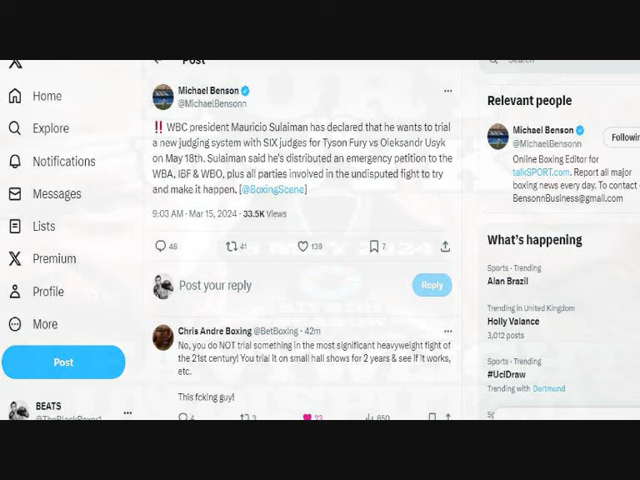 Post
Search
Home
Explore
Notifications
Messages
Lists
Premium
Profile
More
Post
BEATS
Michael Benson
@MichaelBensonn
‼ WBC president Mauricio Sulaiman has declared that he wants to trial
a new judging system with SIX judges for Tyson Fury vs Oleksandr Usyk
on May 18th. Sulaiman said he's distributed an emergency petition to the
WBA, IBF & WBO, plus all parties involved in the undisputed fight to try
and make it happen. [@BoxingScene]
9:03 AM · Mar 15, 2024 · 33.5K Views
48 41 139 7
Post your reply
Reply
Chris Andre Boxing @BetBoxing · 42m
No, you do NOT trial something in the most significant heavyweight fight of
the 21st century! You trial it on small hall shows for 2 years & see if it works,
etc.
This fcking guy!
4 3 23 650
Relevant people
Michael Benson
@MichaelBensonn
Followin
Online Boxing Editor for
talkSPORT.com. Report all major
boxing news every day. To contact
BensonnBusiness@gmail.com
What's happening
Sports · Trending
Alan Brazil
Trending in United Kingdom
Holly Valance
3,012 posts
Sports · Trending
#UclDraw
Trending with Dortmund